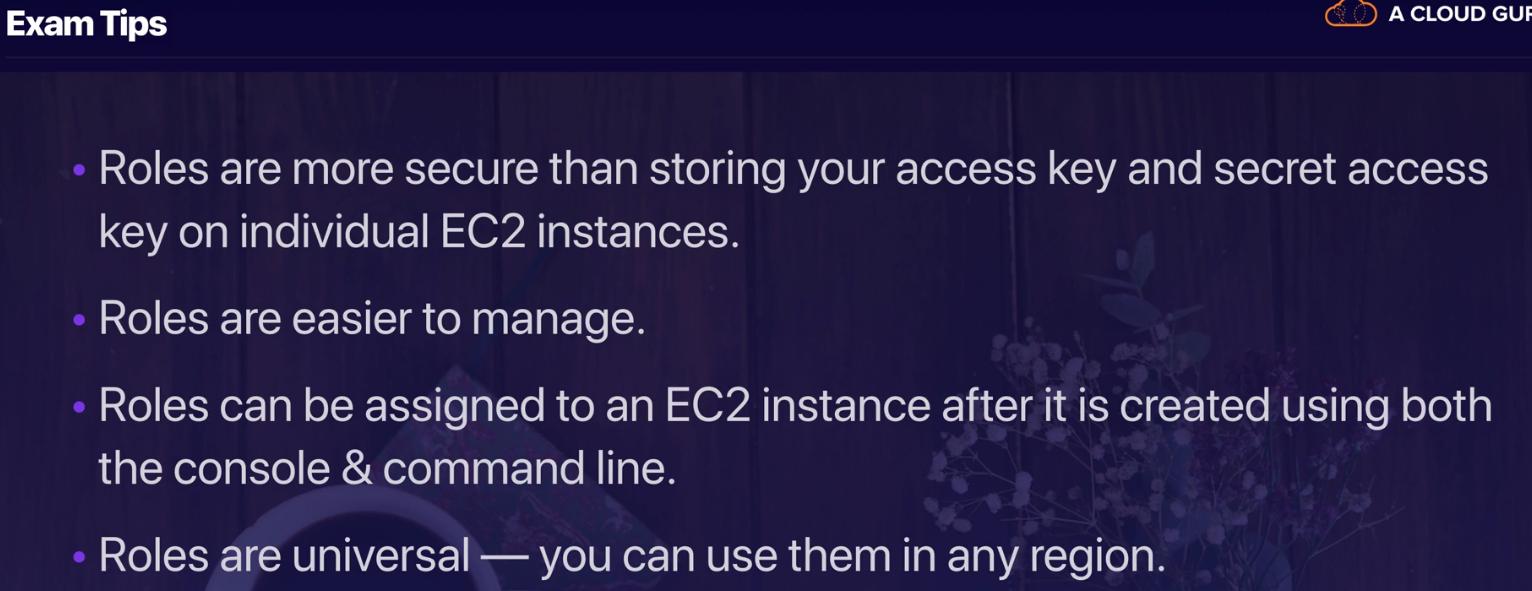 Exam Tips
A CLOUD GUR
• Roles are more secure than storing your access key and secret access
key on individual EC2 instances.
• Roles are easier to manage.
• Roles can be assigned to an EC2 instance after it is created using both
the console & command line.
• Roles are universal — you can use them in any region.